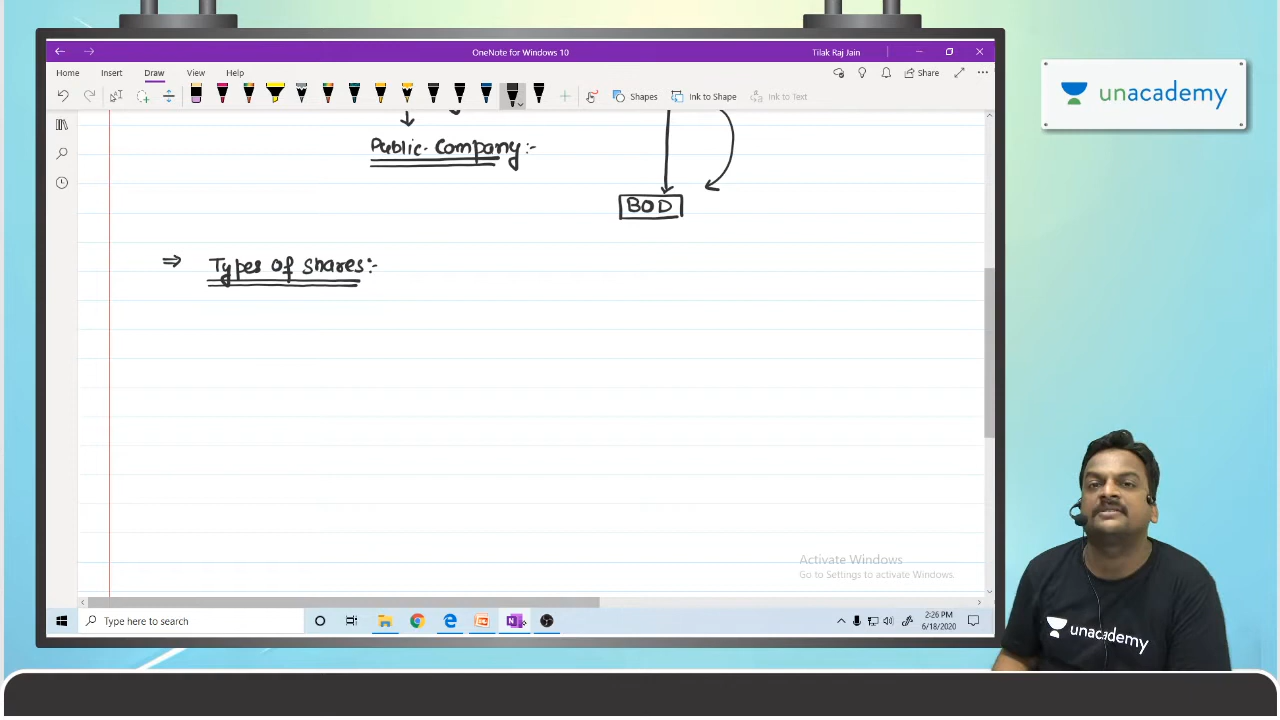 OneNote for Windows 10
Tilak Raj Jain
Home Insert Draw View Help
Share
Shapes Ink to Shape Ink to Text
unacademy
Public Company:-
BOD
⇒ Types of shares:-
Activate Windows
Go to Settings to activate Windows.
unacademy
Type here to search
2:26 PM
6/18/2020